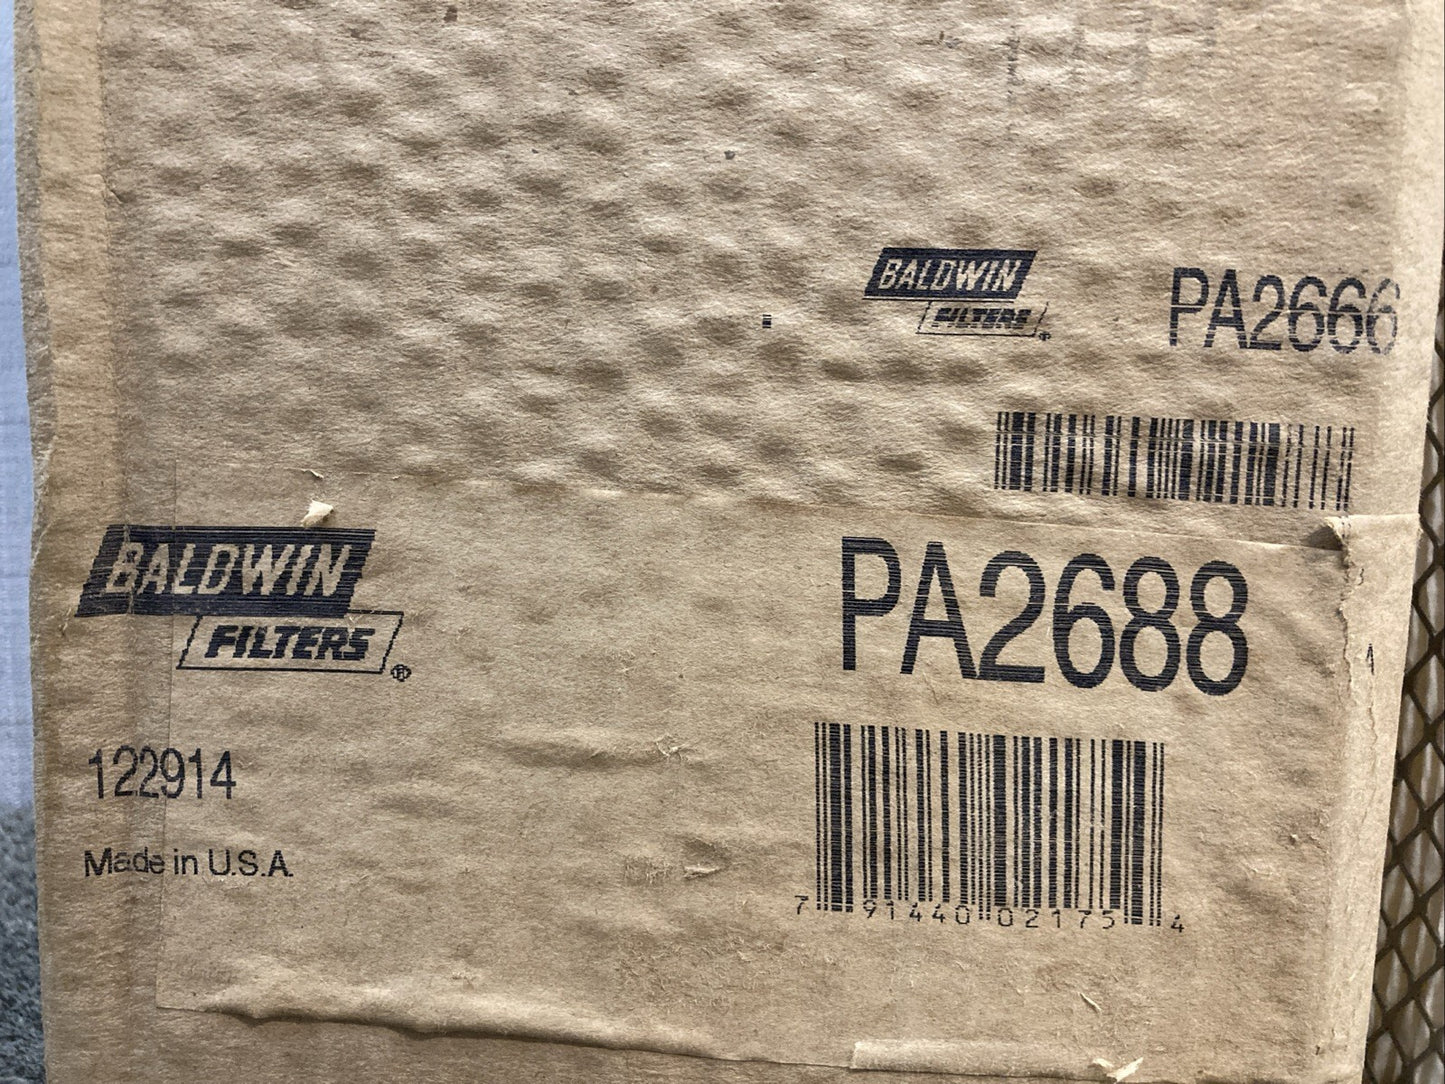 BALDWIN
FILTERS ®
PA2666
BALDWIN
FILTERS ®
PA2688
122914
Made in U.S.A.
7 91440 02175 4